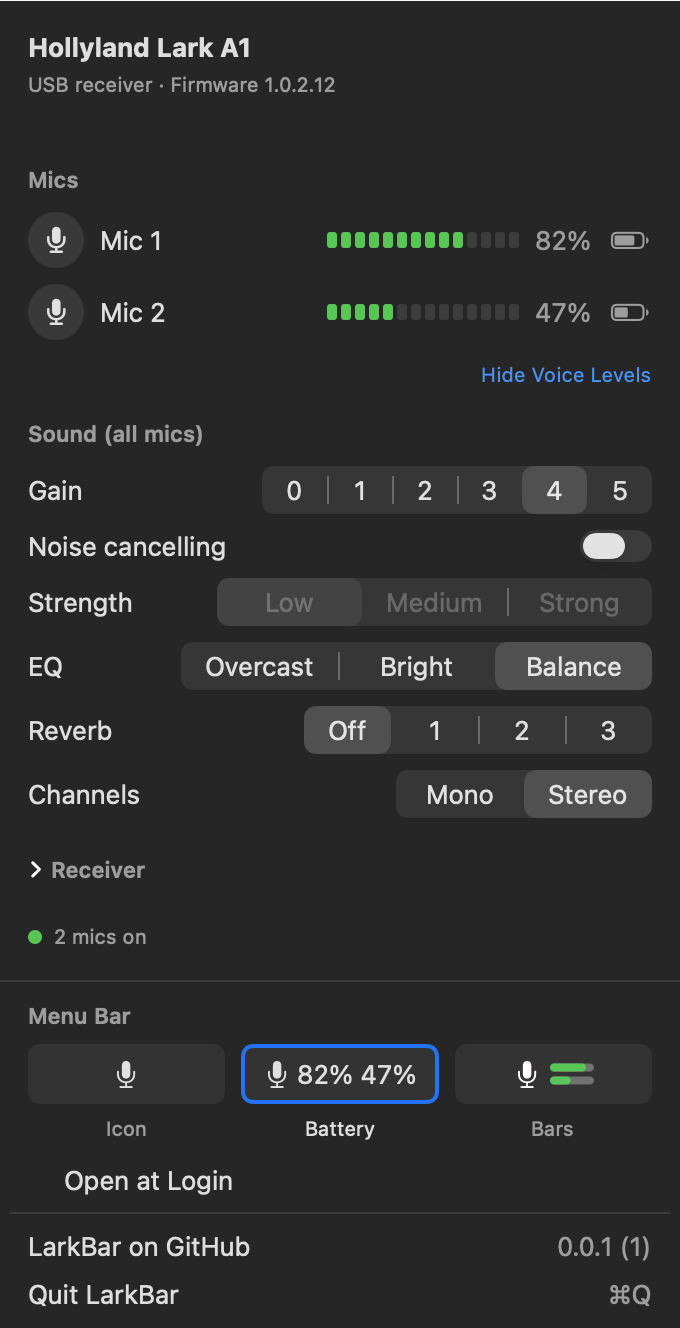 Hollyland Lark A1
USB receiver · Firmware 1.0.2.12
Mics
Mic 1 82%
Mic 2 47%
Hide Voice Levels
Sound (all mics)
Gain 0 1 2 3 4 5
Noise cancelling
Strength Low Medium Strong
EQ Overcast Bright Balance
Reverb Off 1 2 3
Channels Mono Stereo
Receiver
2 mics on
Menu Bar
82% 47%
Icon Battery Bars
Open at Login
LarkBar on GitHub 0.0.1 (1)
Quit LarkBar ⌘Q